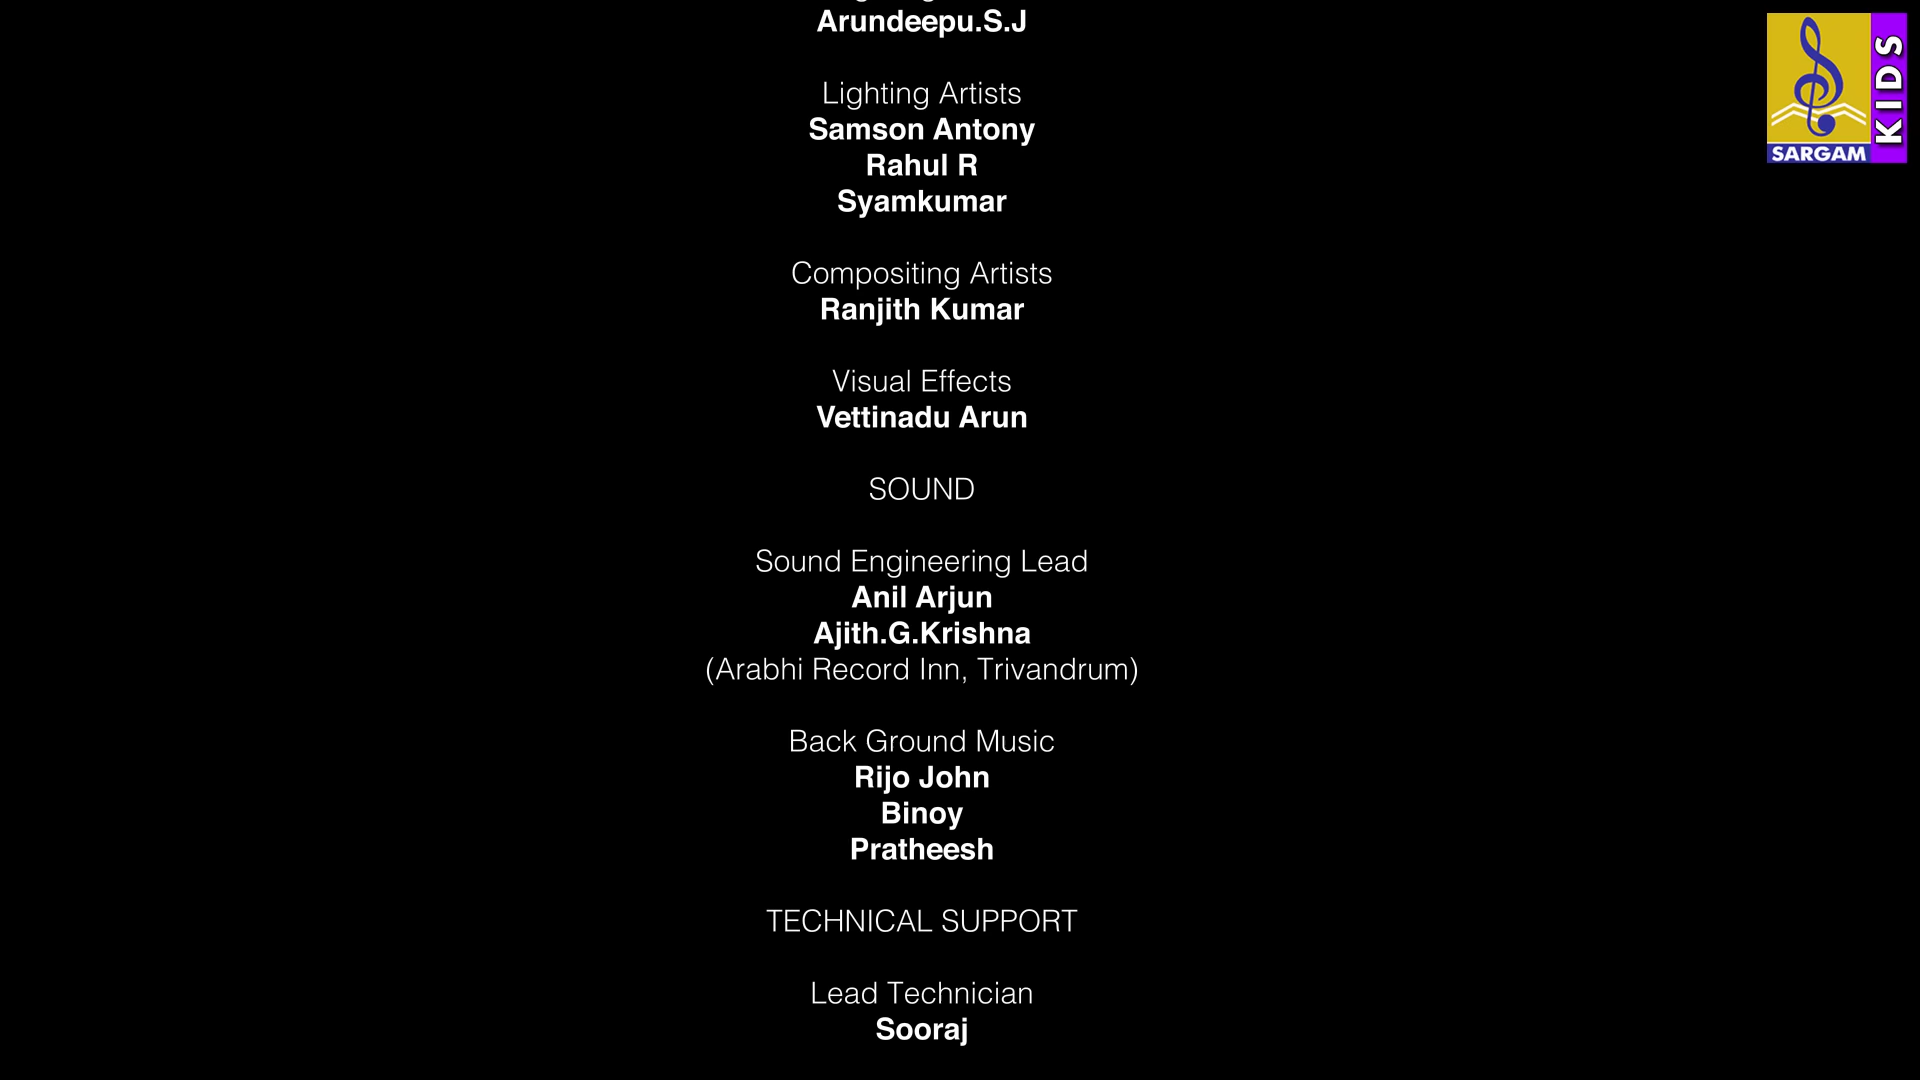 Arundeepu.S.J
Lighting Artists
Samson Antony
Rahul R
Syamkumar
Compositing Artists
Ranjith Kumar
Visual Effects
Vettinadu Arun
SOUND
Sound Engineering Lead
Anil Arjun
Ajith.G.Krishna
(Arabhi Record Inn, Trivandrum)
Back Ground Music
Rijo John
Binoy
Pratheesh
TECHNICAL SUPPORT
Lead Technician
Sooraj
SARGAM
KIDS